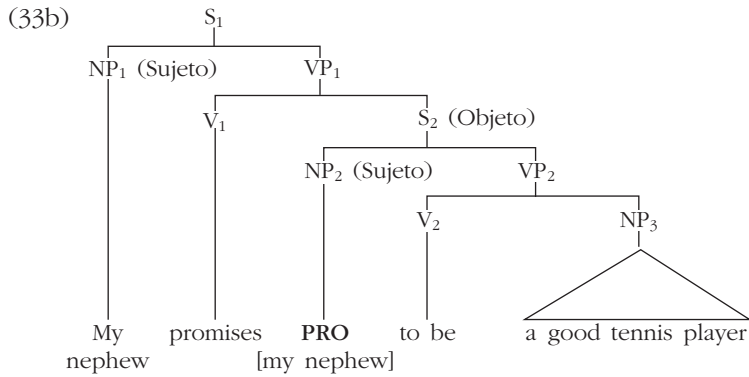 (33b) S₁
NP₁ (Sujeto) VP₁
V₁ S₂ (Objeto)
NP₂ (Sujeto) VP₂
V₂ NP₃
My promises PRO to be a good tennis player
nephew [my nephew]